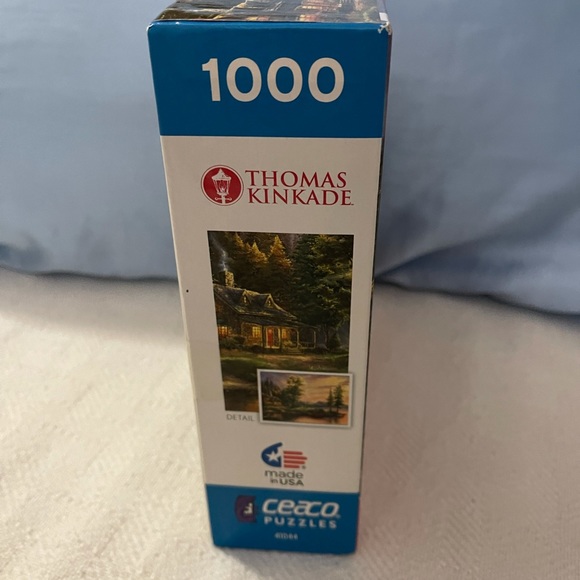 1000
THOMAS
KINKADE
DETAIL
made
in USA
ceaco
PUZZLES